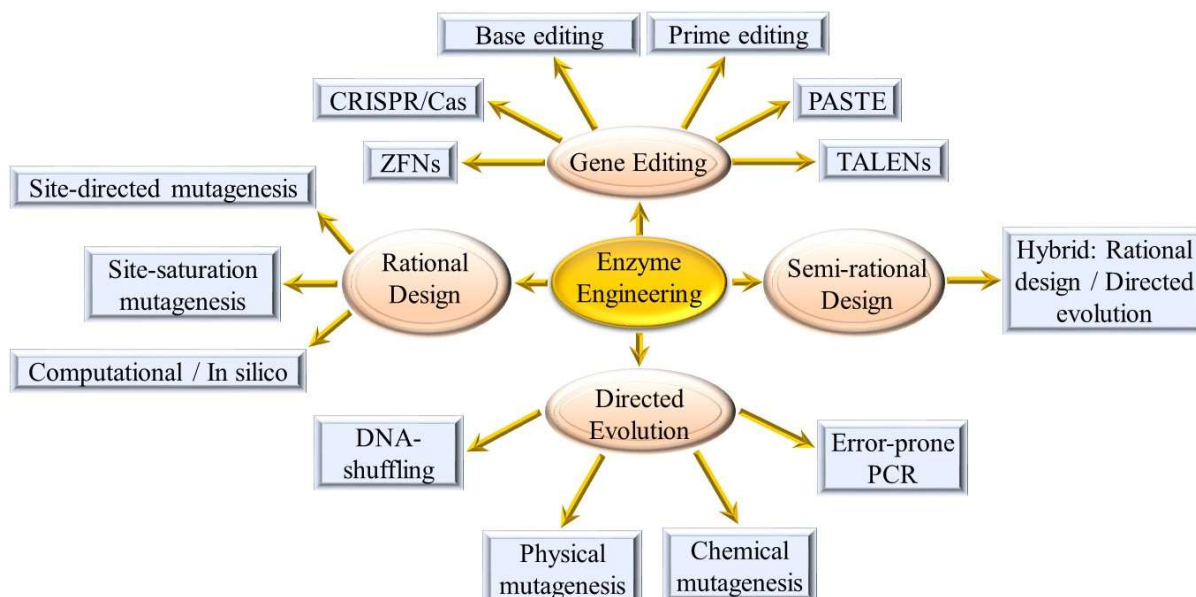 Base editing
Prime editing
CRISPR/Cas
PASTE
ZFNs
Gene Editing
TALENs
Site-directed mutagenesis
Site-saturation
mutagenesis
Rational
Design
Enzyme
Engineering
Semi-rational
Design
Hybrid: Rational
design / Directed
evolution
Computational / In silico
Directed
Evolution
DNA-
shuffling
Error-prone
PCR
Physical
mutagenesis
Chemical
mutagenesis